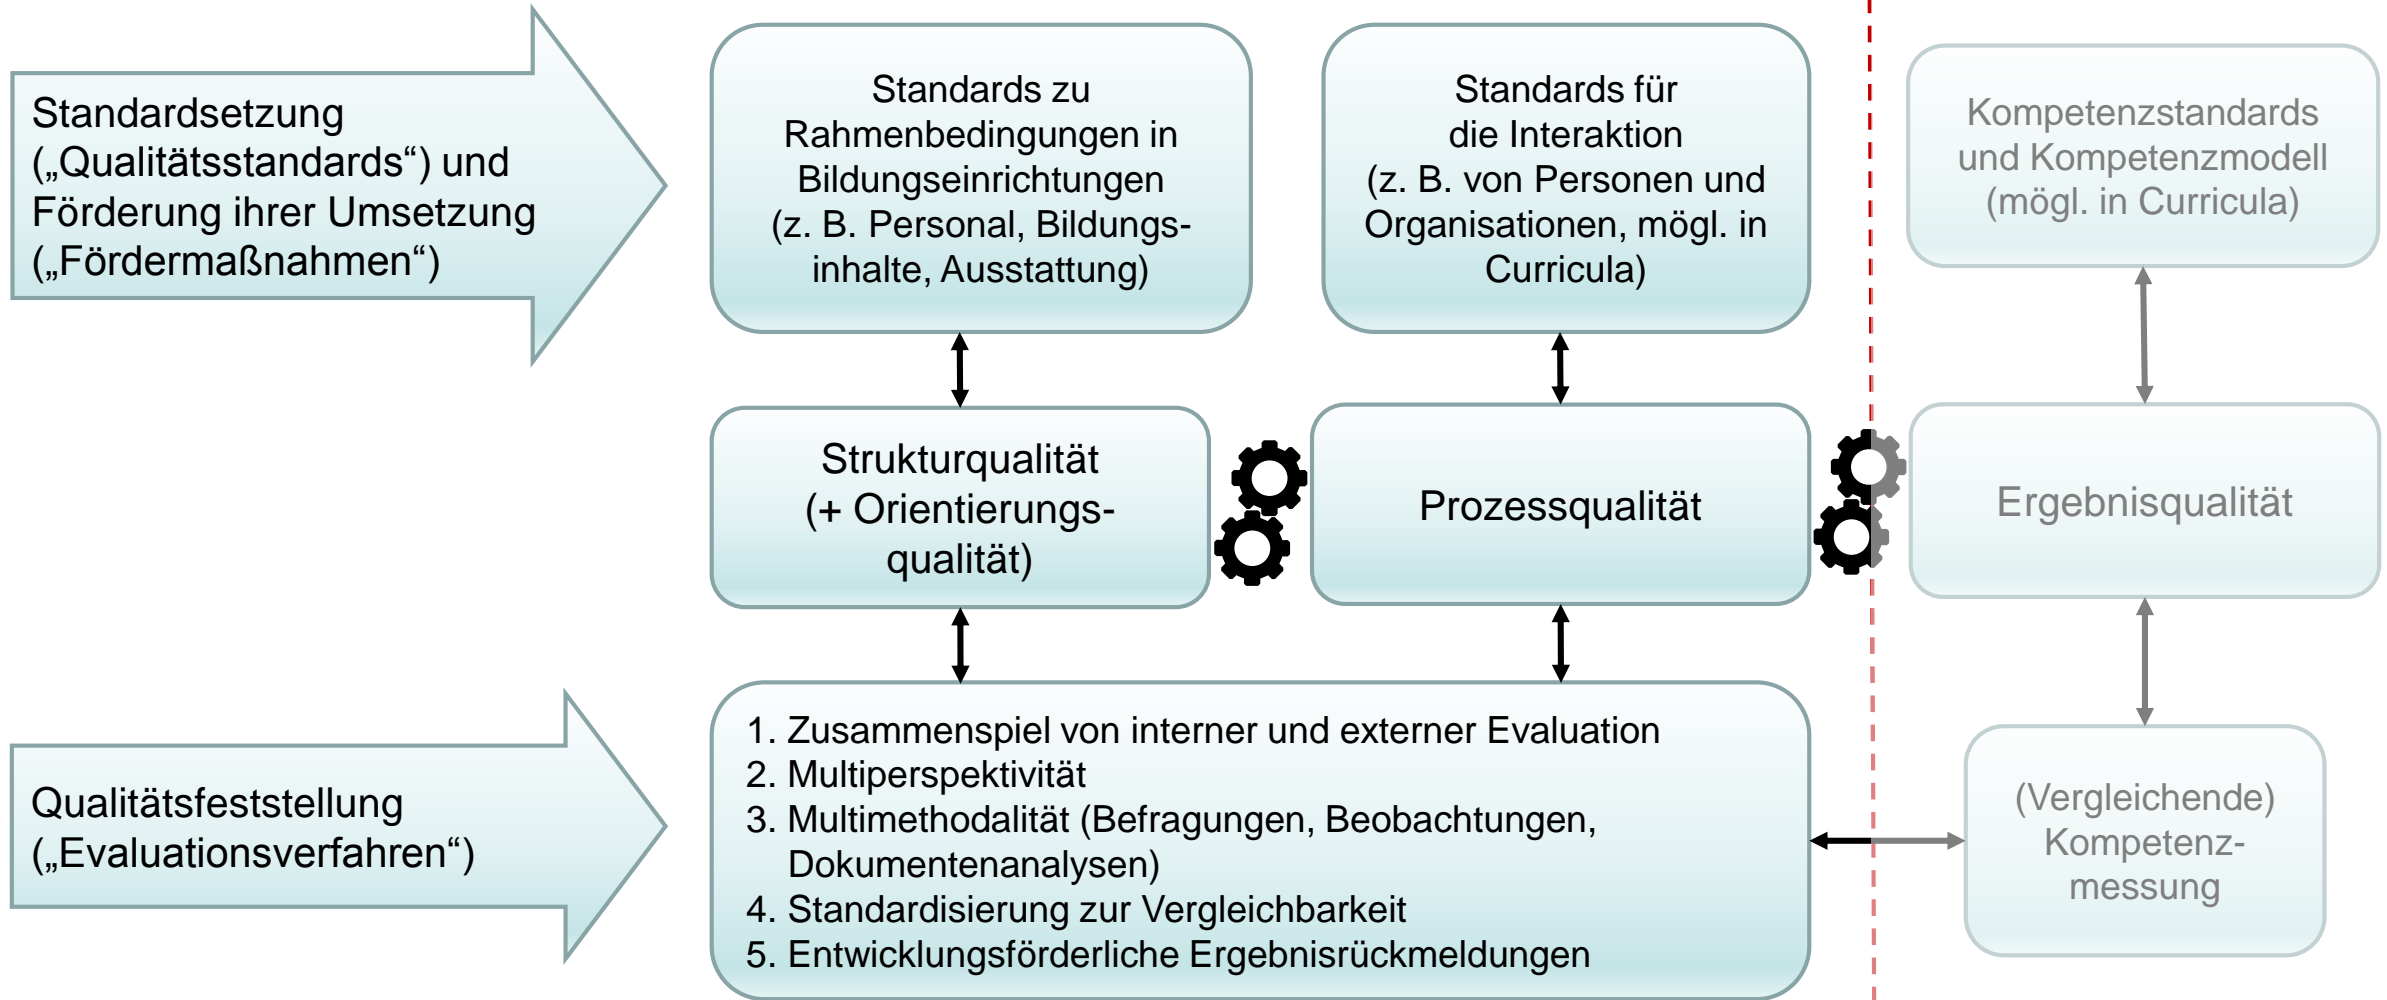 Standardsetzung
(„Qualitätsstandards“) und
Förderung ihrer Umsetzung
(„Fördermaßnahmen“)
Standards zu
Rahmenbedingungen in
Bildungseinrichtungen
(z. B. Personal, Bildungs-
inhalte, Ausstattung)
Standards für
die Interaktion
(z. B. von Personen und
Organisationen, mögl. in
Curricula)
Kompetenzstandards
und Kompetenzmodell
(mögl. in Curricula)
Strukturqualität
(+ Orientierungs-
qualität)
Prozessqualität
Ergebnisqualität
Qualitätsfeststellung
(„Evaluationsverfahren“)
1. Zusammenspiel von interner und externer Evaluation
2. Multiperspektivität
3. Multimethodalität (Befragungen, Beobachtungen,
Dokumentenanalysen)
4. Standardisierung zur Vergleichbarkeit
5. Entwicklungsförderliche Ergebnisrückmeldungen
(Vergleichende)
Kompetenz-
messung